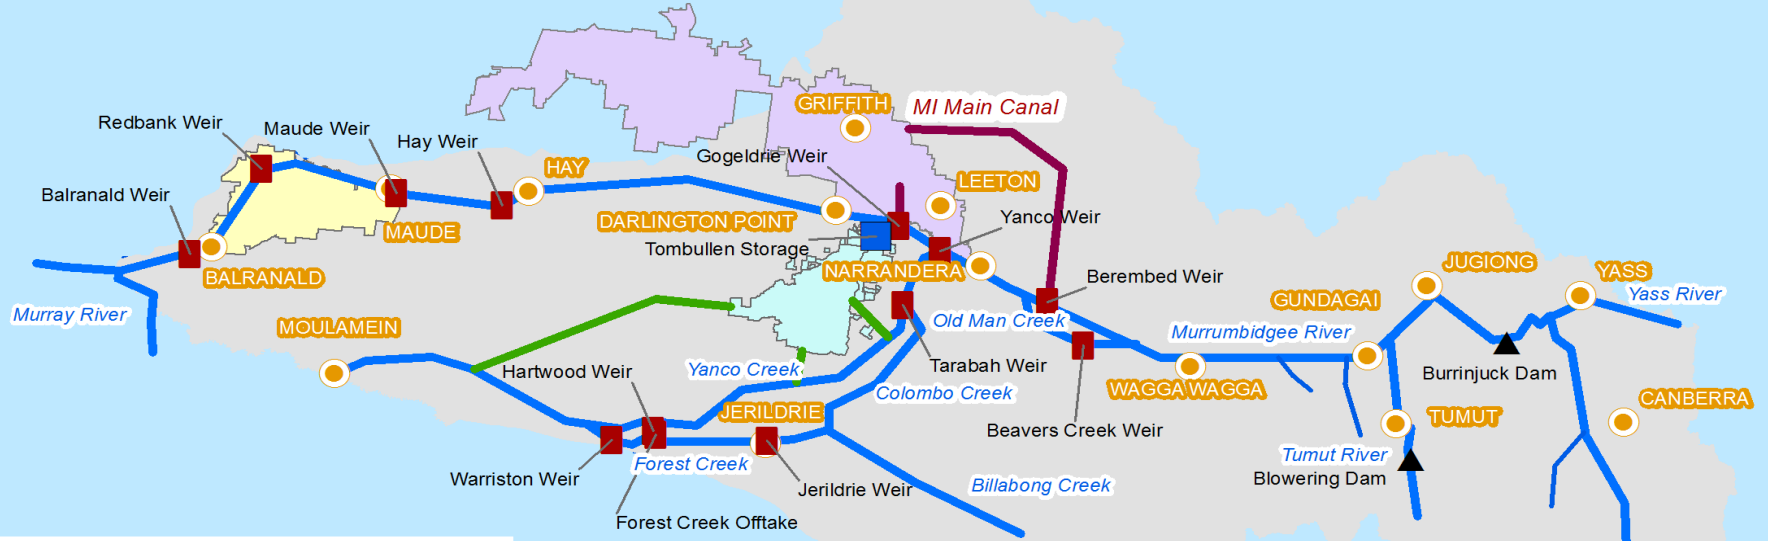 GRIFFITH
MI Main Canal
Redbank Weir
Maude Weir
Hay Weir
Gogeldrie Weir
HAY
LEETON
Balranald Weir
DARLINGTON POINT
Yanco Weir
MAUDE
Tombullen Storage
JUGIONG
BALRANALD
NARRANDERA
Berembed Weir
YASS
Yass River
GUNDAGAI
Murray River
MOULAMEIN
Old Man Creek
Murrumbidgee River
Hartwood Weir
Yanco Creek
Tarabah Weir
Burrinjuck Dam
WAGGA WAGGA
Colombo Creek
CANBERRA
JERILDRIE
TUMUT
Beavers Creek Weir
Tumut River
Forest Creek
Warriston Weir
Blowering Dam
Jerildrie Weir
Billabong Creek
Forest Creek Offtake